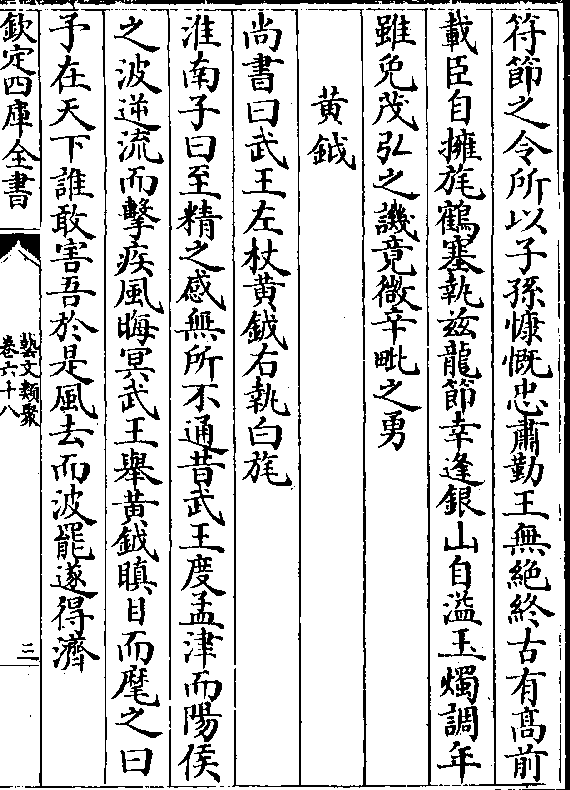 符節之令所以子孫慷慨忠肅勤王無絶終古有髙前
載臣自擁旄鶴塞執兹龍節幸逢銀山自溢玉燭調年
雖免茂弘之譏竟微辛毗之勇
黄鉞
尚書曰武王左杖黄鉞右執白旄
淮南子曰至精之感無所不通昔武王度孟津而陽侯
之波逆流而擊疾風晦冥武王舉黄鉞瞋目而麾之曰
予在天下誰敢害吾於是風去而波罷遂得濟
欽定四庫全書
藝文類聚
卷六十八
三